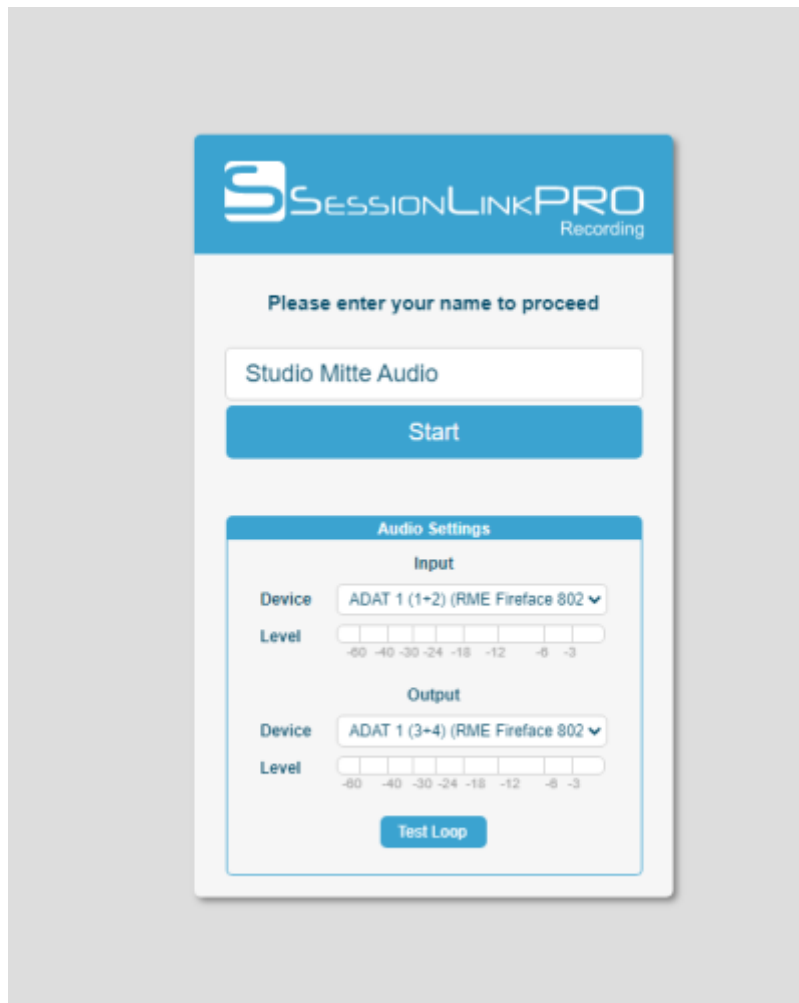 SESSIONLINKPRO
Recording
Please enter your name to proceed
Studio Mitte Audio
Start
Audio Settings
Input
Device ADAT 1 (1+2) (RME Fireface 802
Level
-60 -40 -30 -24 -18 -12 -6 -3
Output
Device ADAT 1 (3+4) (RME Fireface 802
Level
-60 -40 -30 -24 -18 -12 -6 -3
Test Loop